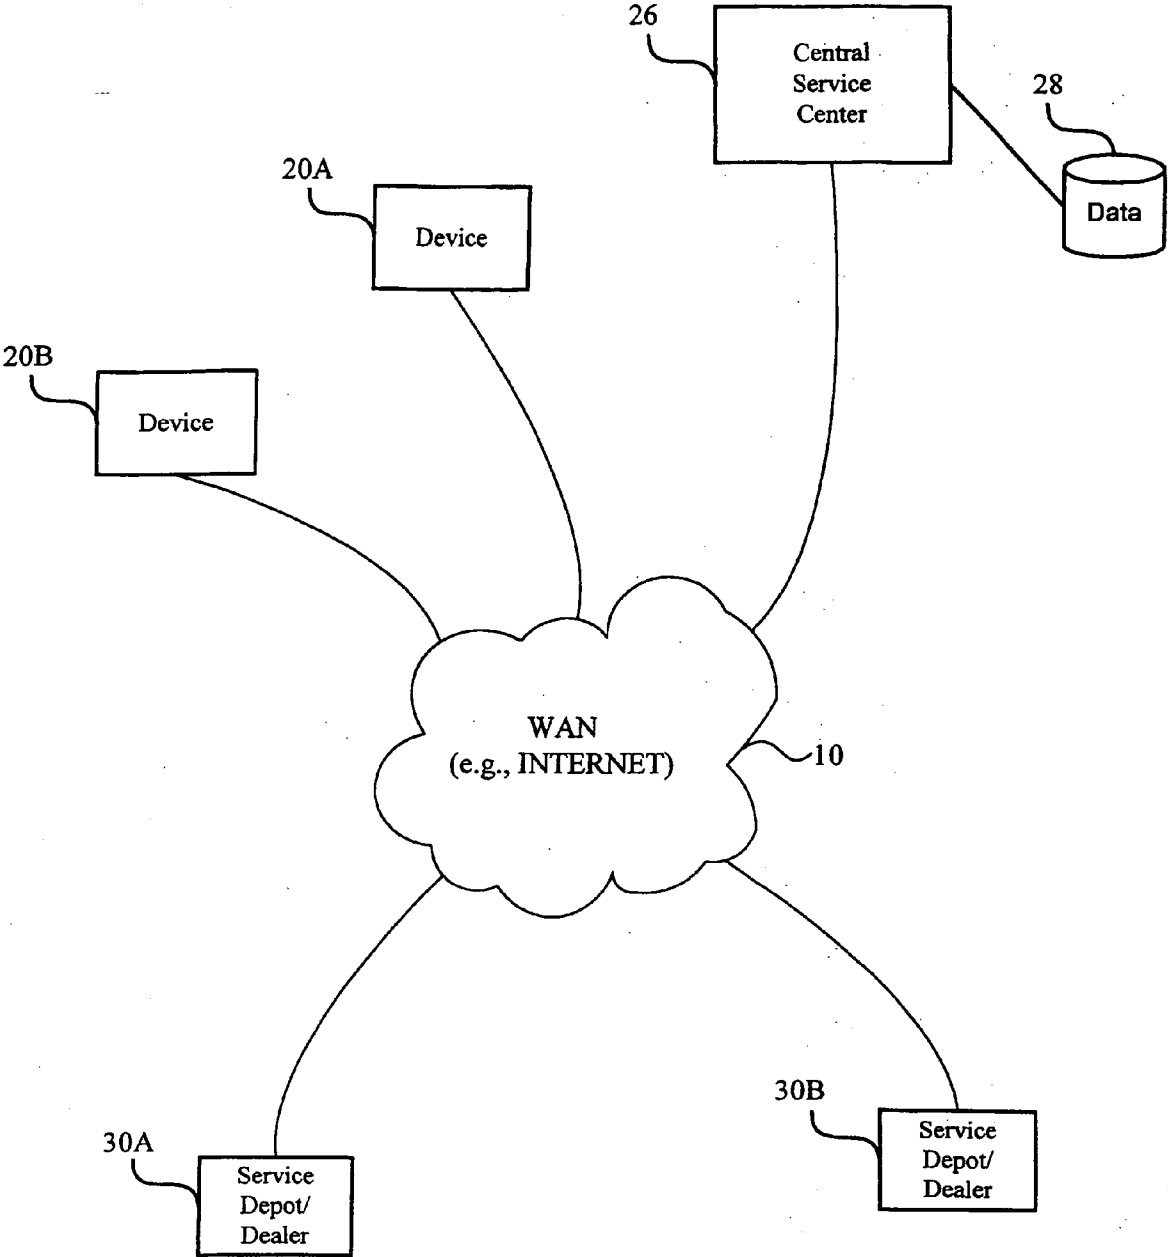 26
Central
Service
Center
28
Data
20A
Device
20B
Device
WAN
(e.g., INTERNET)
10
30A
Service
Depot/
Dealer
30B
Service
Depot/
Dealer